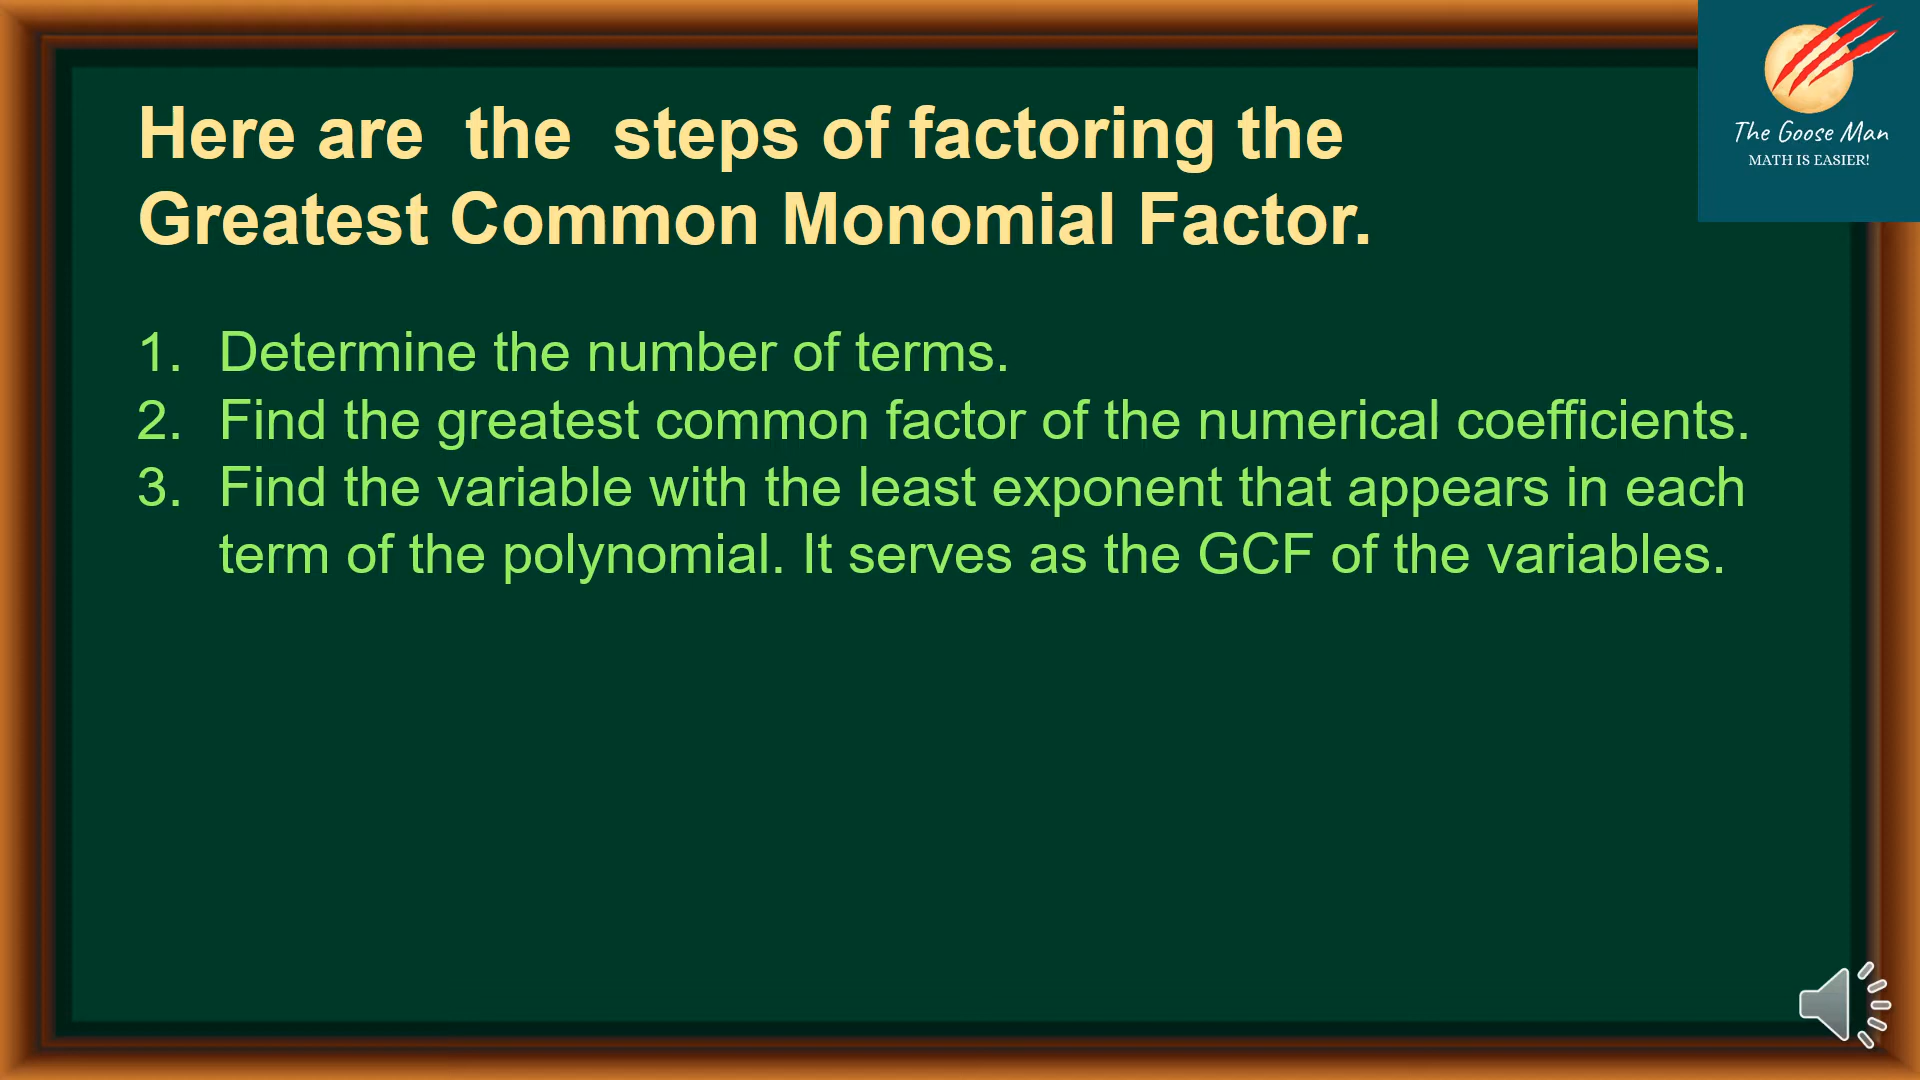 Here are  the  steps of factoring the
Greatest Common Monomial Factor.
The Goose Man
MATH IS EASIER!
1. Determine the number of terms.
2. Find the greatest common factor of the numerical coefficients.
3. Find the variable with the least exponent that appears in each
term of the polynomial. It serves as the GCF of the variables.